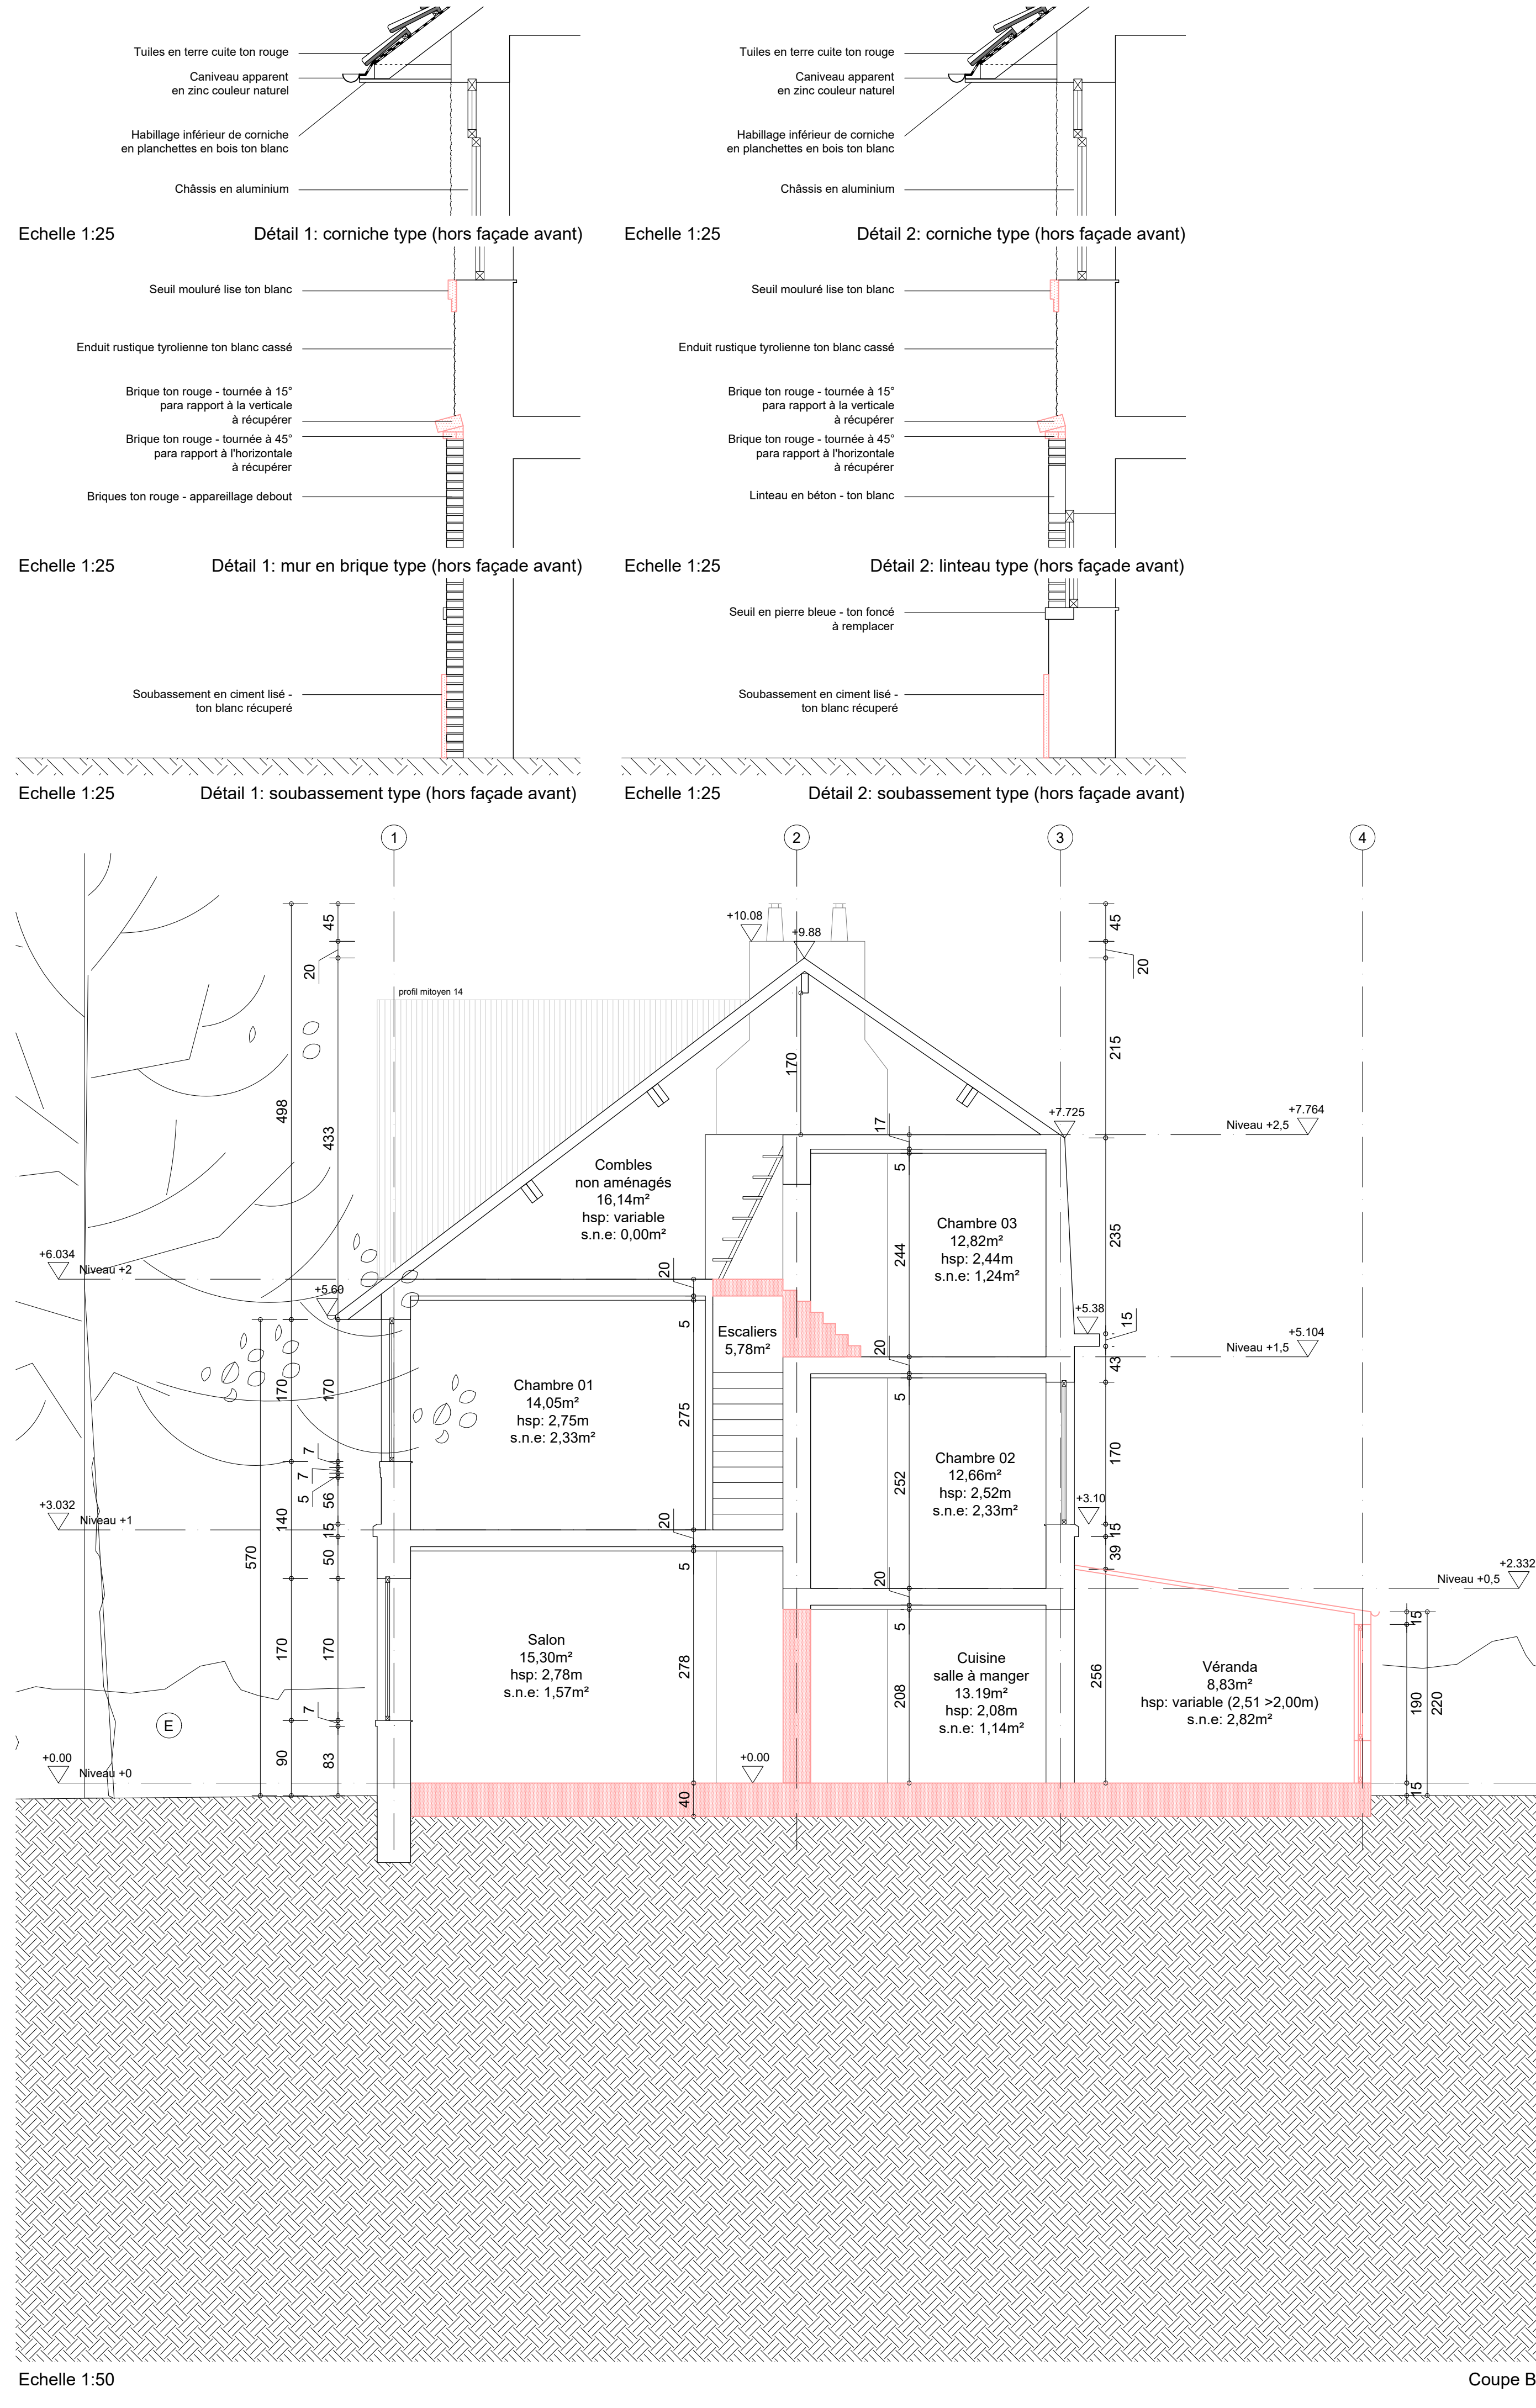 Tuiles en terre cuite ton rouge
Caniveau apparent
en zinc couleur naturel
Habillage inférieur de corniche
en planchettes en bois ton blanc
Châssis en aluminium
Echelle 1:25
Détail 1: corniche type (hors façade avant)
Tuiles en terre cuite ton rouge
Caniveau apparent
en zinc couleur naturel
Habillage inférieur de corniche
en planchettes en bois ton blanc
Châssis en aluminium
Echelle 1:25
Détail 2: corniche type (hors façade avant)
Seuil mouluré lise ton blanc
Enduit rustique tyrolienne ton blanc cassé
Brique ton rouge - tournée à 15°
para rapport à la verticale
à récupérer
Brique ton rouge - tournée à 45°
para rapport à l'horizontale
à récupérer
Briques ton rouge - appareillage debout
Echelle 1:25
Détail 1: mur en brique type (hors façade avant)
Seuil mouluré lise ton blanc
Enduit rustique tyrolienne ton blanc cassé
Brique ton rouge - tournée à 15°
para rapport à la verticale
à récupérer
Brique ton rouge - tournée à 45°
para rapport à l'horizontale
à récupérer
Linteau en béton - ton blanc
Echelle 1:25
Détail 2: linteau type (hors façade avant)
Soubassement en ciment lisé -
ton blanc récuperé
Echelle 1:25
Détail 1: soubassement type (hors façade avant)
Seuil en pierre bleue - ton foncé
à remplacer
Soubassement en ciment lisé -
ton blanc récuperé
Echelle 1:25
Détail 2: soubassement type (hors façade avant)
1
2
3
4
45
20
498
433
+10.08
+9.88
profil mitoyen 14
170
45
20
215
+7.725
+7.764
Niveau +2,5
17
5
Combles
non aménagés
16,14m²
hsp: variable
s.n.e: 0,00m²
Chambre 03
12,82m²
hsp: 2,44m
s.n.e: 1,24m²
244
235
+6.034
Niveau +2
+5.60
20
5
Escaliers
5,78m²
20
5
+5.38
15
43
+5.104
Niveau +1,5
170
170
Chambre 01
14,05m²
hsp: 2,75m
s.n.e: 2,33m²
275
Chambre 02
12,66m²
hsp: 2,52m
s.n.e: 2,33m²
252
170
7
7
5
56
15
50
140
570
+3.032
Niveau +1
20
5
+3.10
15
39
20
5
+2.332
Niveau +0,5
170
170
Salon
15,30m²
hsp: 2,78m
s.n.e: 1,57m²
278
Cuisine
salle à manger
13.19m²
hsp: 2,08m
s.n.e: 1,14m²
208
256
Véranda
8,83m²
hsp: variable (2,51 >2,00m)
s.n.e: 2,82m²
15
190
220
15
E
7
90
83
+0.00
Niveau +0
+0.00
40
Echelle 1:50
Coupe B